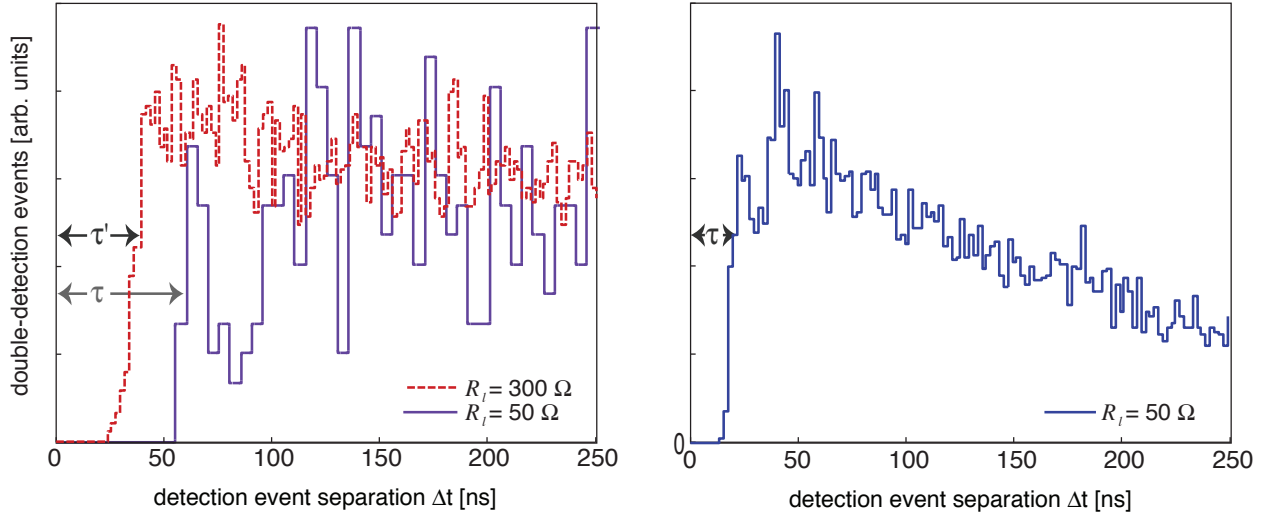 double-detection events [arb. units]
τ'
τ
R_l = 300 Ω
R_l = 50 Ω
0 50 100 150 200 250
detection event separation Δt [ns]
τ
R_l = 50 Ω
0
0 50 100 150 200 250
detection event separation Δt [ns]